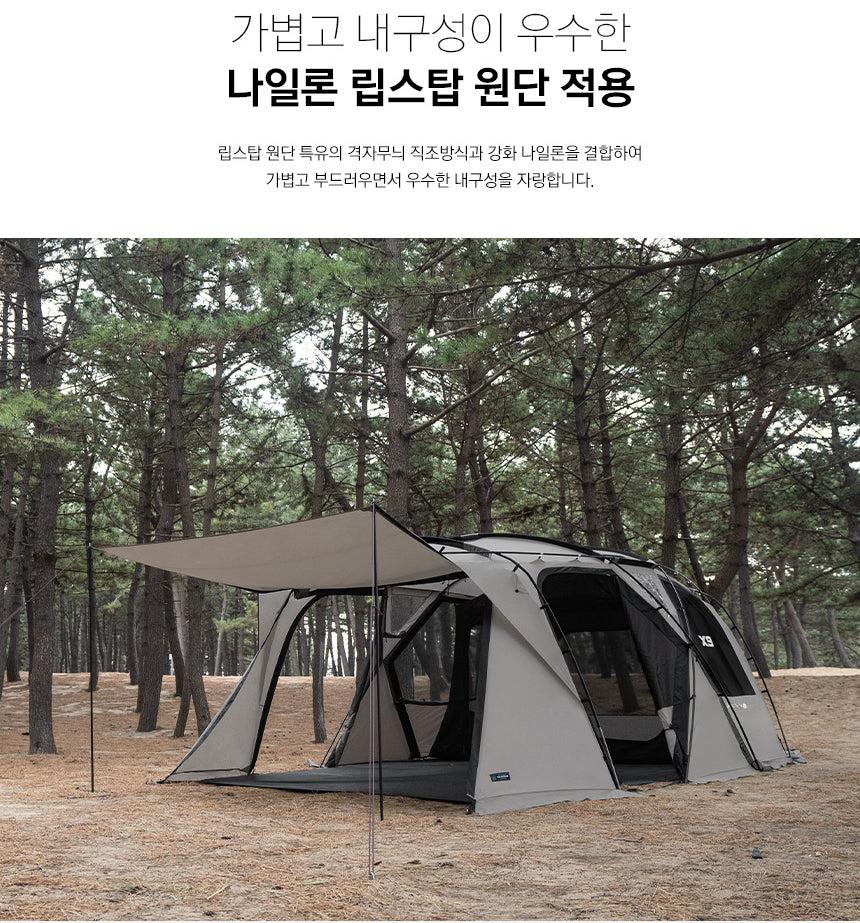 가볍고 내구성이 우수한
나일론 립스탑 원단 적용
립스탑 원단 특유의 격자무늬 직조방식과 강화 나일론을 결합하여
가볍고 부드러우면서 우수한 내구성을 자랑합니다.
X9